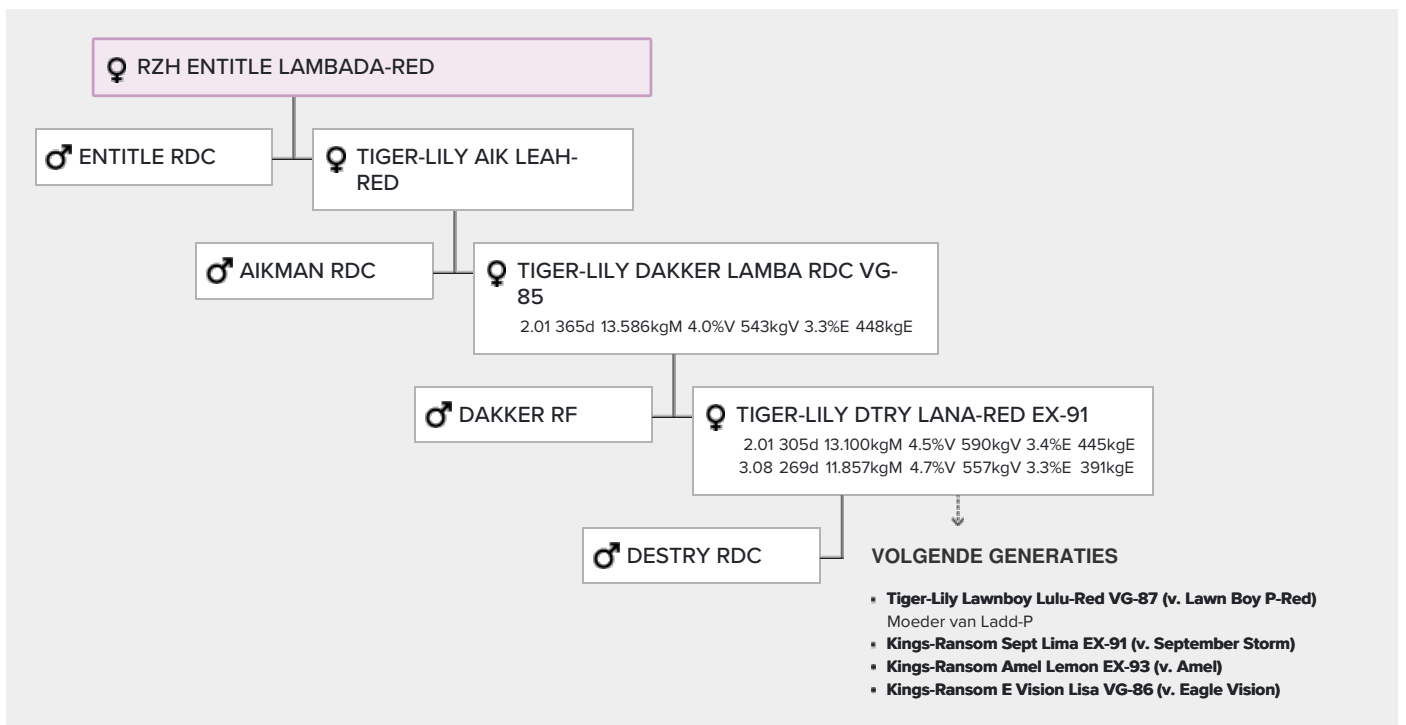 RZH ENTITLE LAMBADA-RED
ENTITLE RDC
TIGER-LILY AIK LEAH-
RED
AIKMAN RDC
TIGER-LILY DAKKER LAMBA RDC VG-
85
2.01 365d 13.586kgM 4.0%V 543kgV 3.3%E 448kgE
DAKKER RF
TIGER-LILY DTRY LANA-RED EX-91
2.01 305d 13.100kgM 4.5%V 590kgV 3.4%E 445kgE
3.08 269d 11.857kgM 4.7%V 557kgV 3.3%E 391kgE
DESTRY RDC
VOLGENDE GENERATIES
Tiger-Lily Lawnboy Lulu-Red VG-87 (v. Lawn Boy P-Red)
Moeder van Ladd-P
Kings-Ransom Sept Lima EX-91 (v. September Storm)
Kings-Ransom Amel Lemon EX-93 (v. Amel)
Kings-Ransom E Vision Lisa VG-86 (v. Eagle Vision)